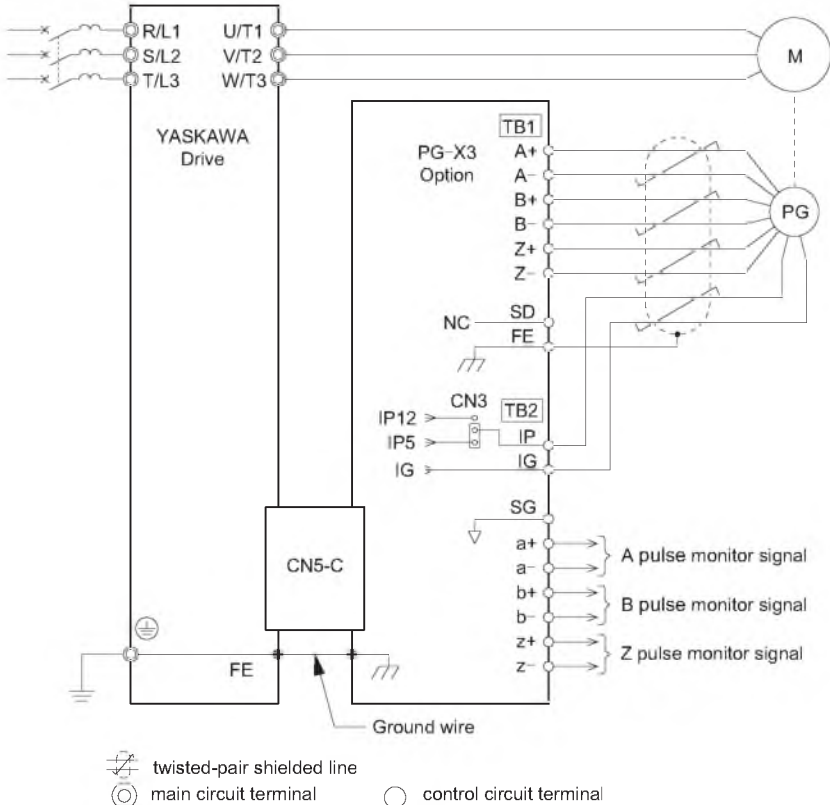 R/L1 U/T1
S/L2 V/T2
T/L3 W/T3
M
YASKAWA
Drive
PG-X3
Option
TB1
A+
A-
B+
B-
Z+
Z-
PG
NC SD
FE
CN3 TB2
IP12
IP5 IP
IG IG
SG
a+
a-
A pulse monitor signal
b+
b-
B pulse monitor signal
z+
z-
Z pulse monitor signal
CN5-C
FE
Ground wire
twisted-pair shielded line
main circuit terminal control circuit terminal